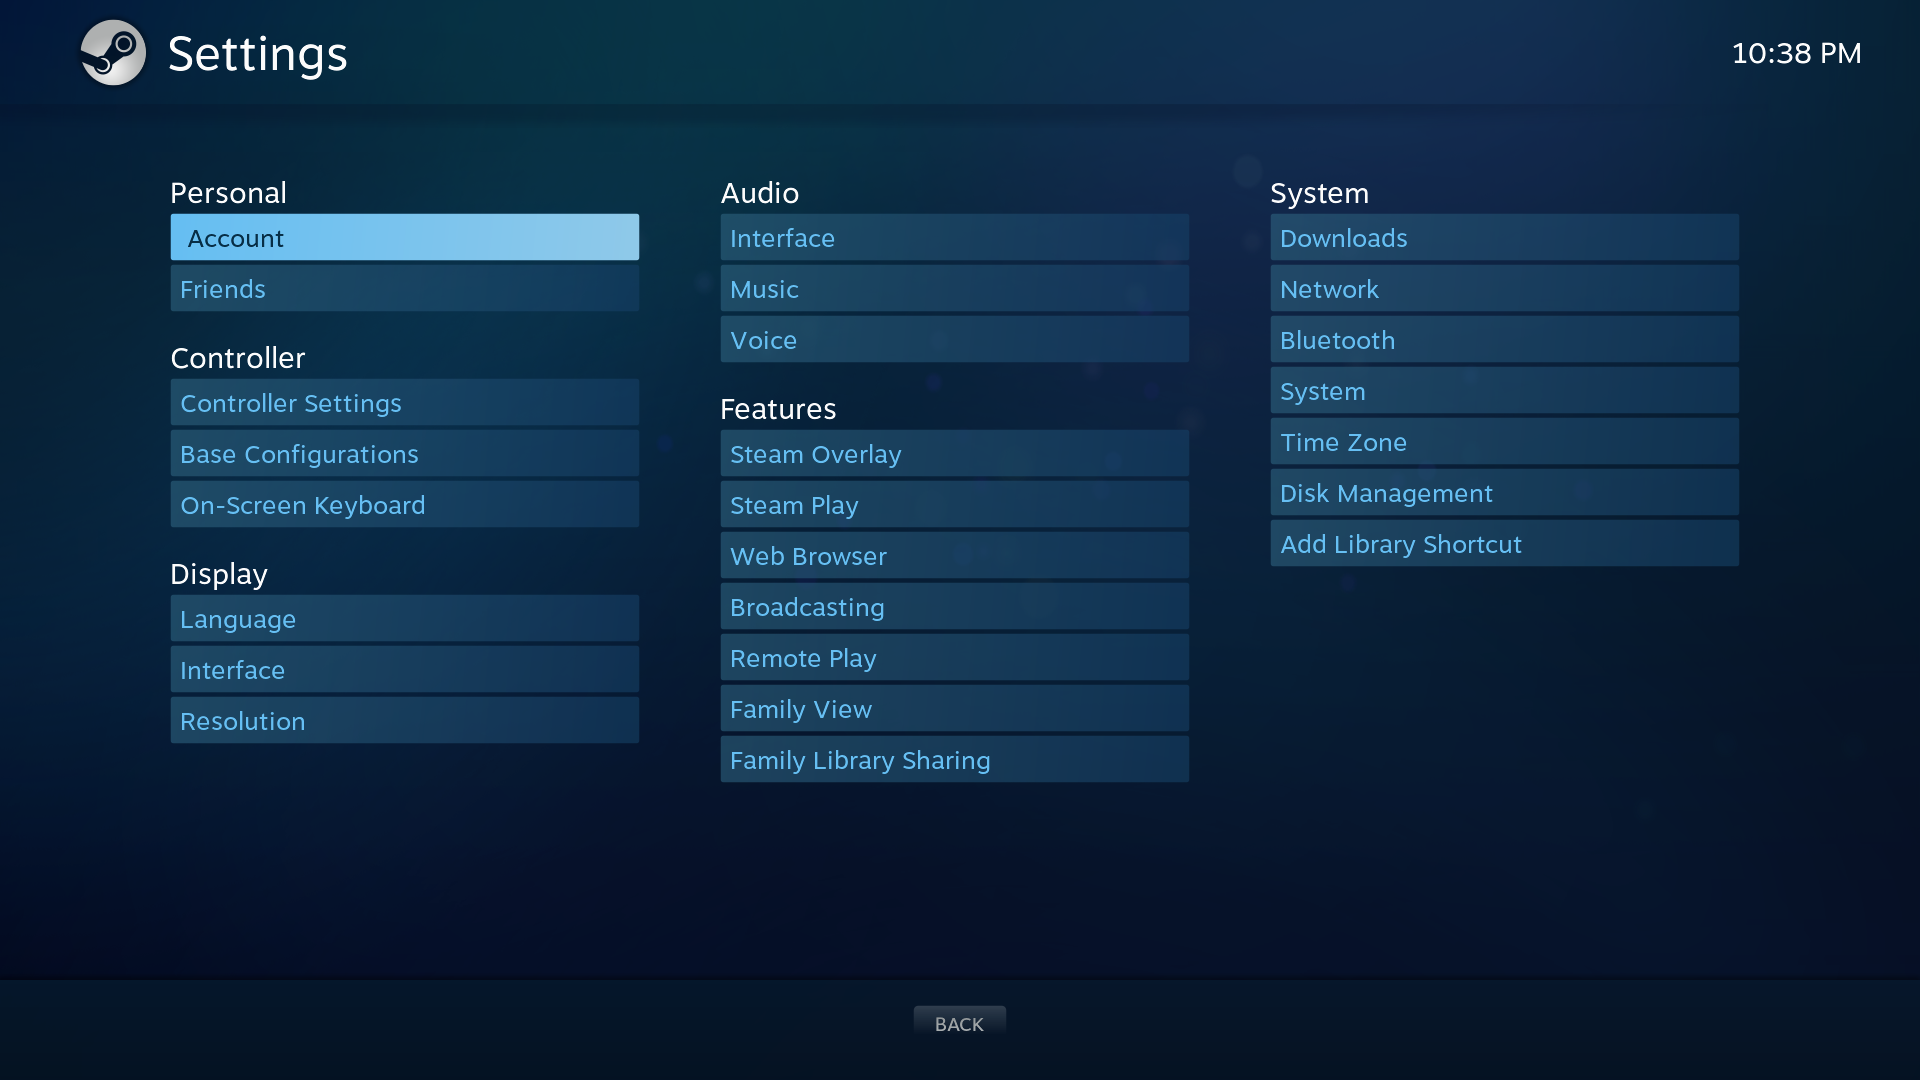 Settings
10:38 PM
Personal
Account
Friends
Controller
Controller Settings
Base Configurations
On-Screen Keyboard
Display
Language
Interface
Resolution
Audio
Interface
Music
Voice
Features
Steam Overlay
Steam Play
Web Browser
Broadcasting
Remote Play
Family View
Family Library Sharing
System
Downloads
Network
Bluetooth
System
Time Zone
Disk Management
Add Library Shortcut
BACK